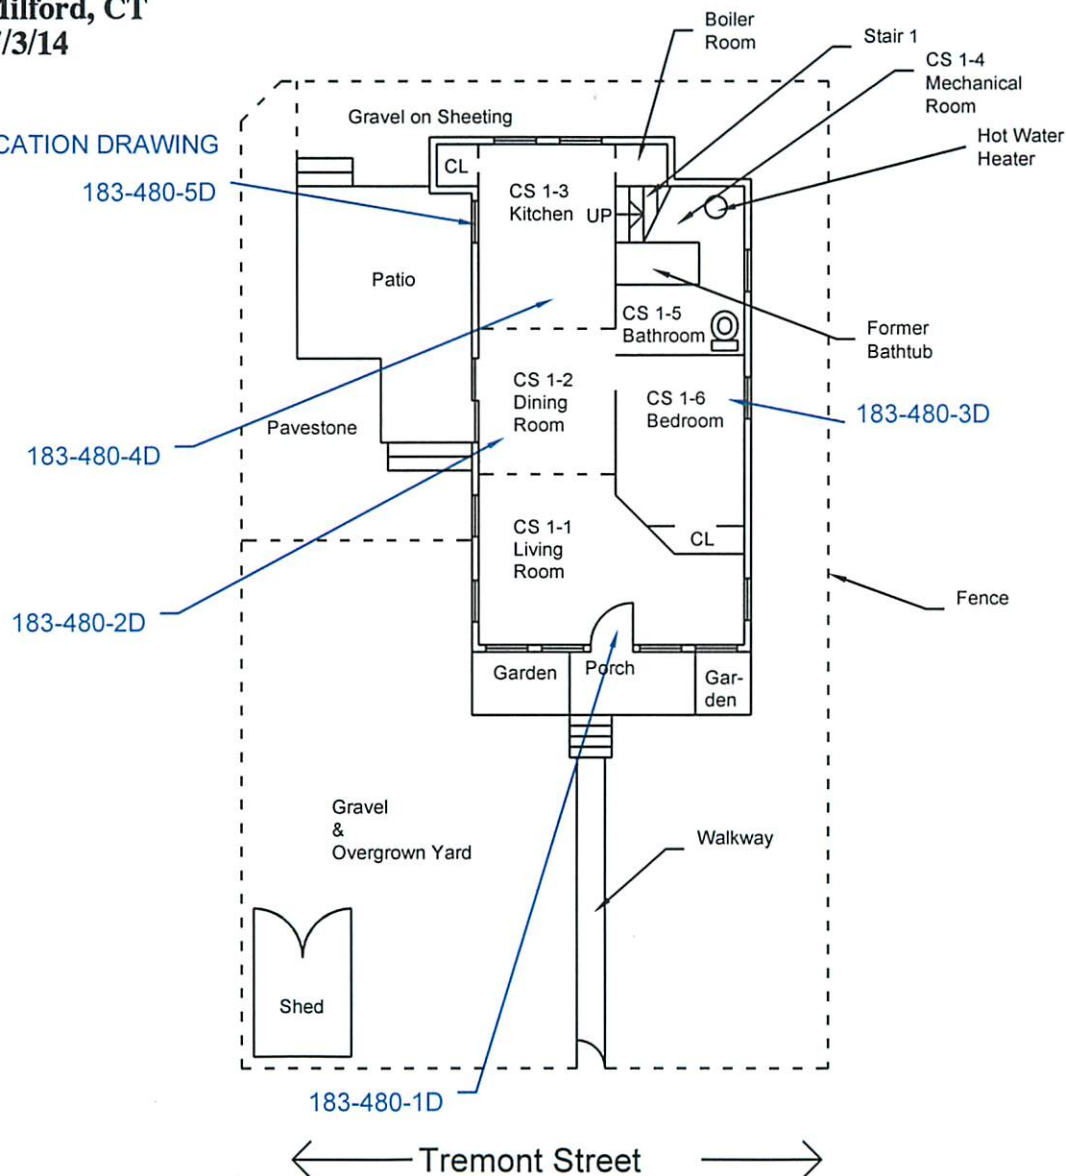 Milford, CT
/3/14
CATION DRAWING
183-480-5D
Boiler
Room
Stair 1
CS 1-4
Mechanical
Room
Hot Water
Heater
Gravel on Sheeting
CL
CS 1-3
Kitchen
UP
Patio
CS 1-5
Bathroom
Former
Bathtub
CS 1-2
Dining
Room
CS 1-6
Bedroom
183-480-3D
Pavestone
183-480-4D
CS 1-1
Living
Room
CL
183-480-2D
Fence
Garden
Porch
Gar-
den
Gravel
&
Overgrown Yard
Walkway
Shed
183-480-1D
Tremont Street